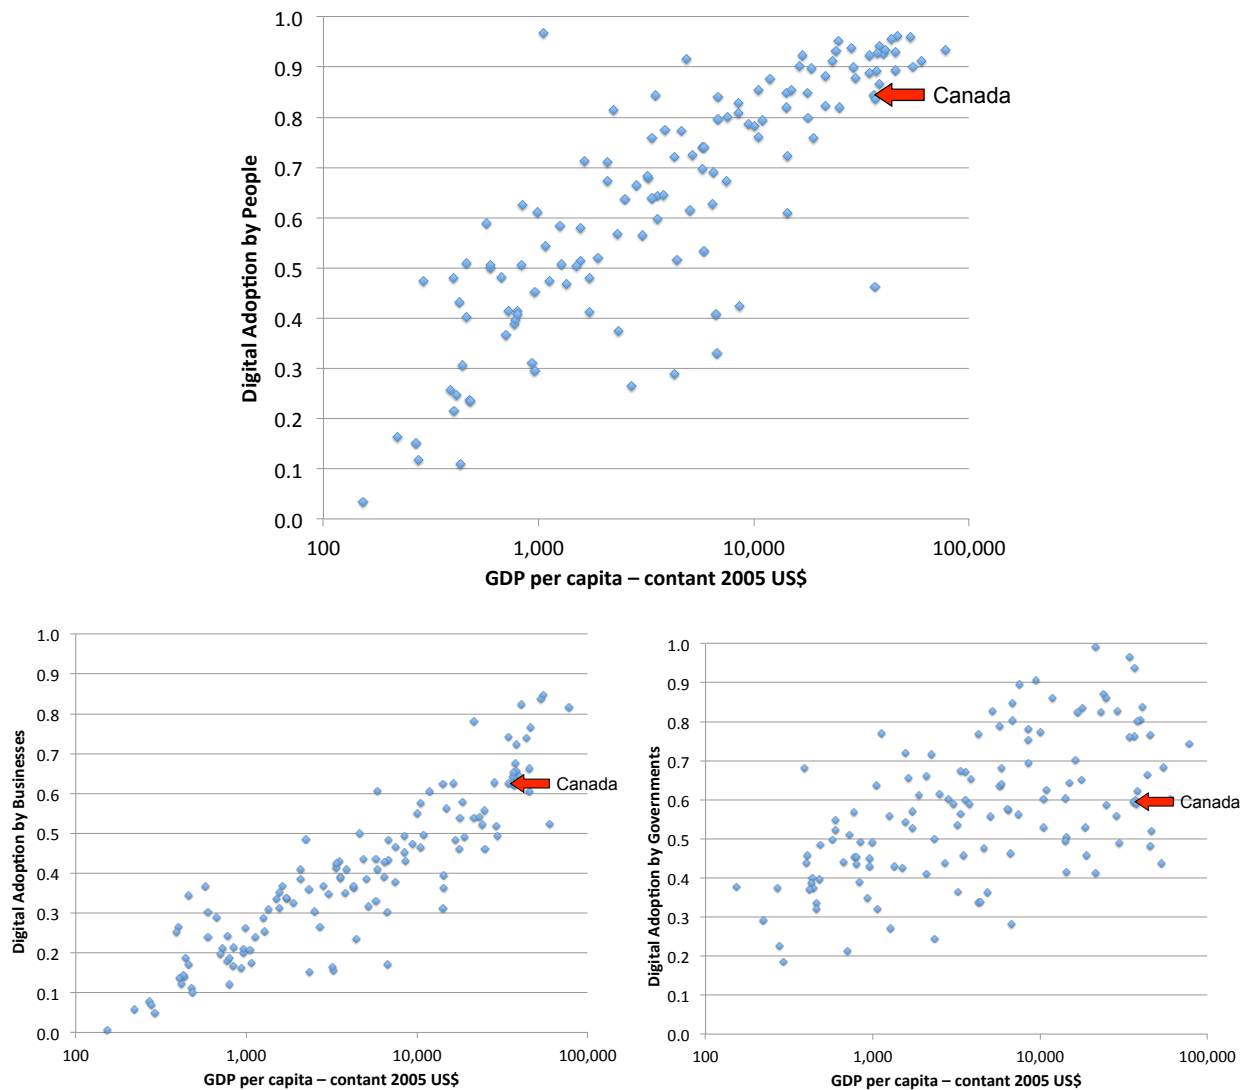 Digital Adoption by People
1.0
0.9
0.8
0.7
0.6
0.5
0.4
0.3
0.2
0.1
0.0
Canada
100 1,000 10,000 100,000
GDP per capita – contant 2005 US$
Digital Adoption by Businesses
1.0
0.9
0.8
0.7
0.6
0.5
0.4
0.3
0.2
0.1
0.0
Canada
100 1,000 10,000 100,000
GDP per capita – contant 2005 US$
Digital Adoption by Governments
1.0
0.9
0.8
0.7
0.6
0.5
0.4
0.3
0.2
0.1
0.0
Canada
100 1,000 10,000 100,000
GDP per capita – contant 2005 US$